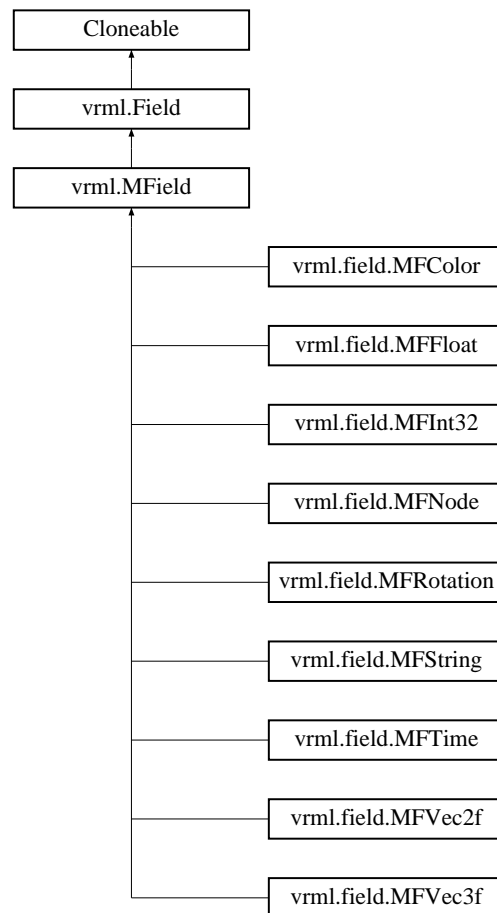 Cloneable
vrml.Field
vrml.MField
vrml.field.MFColor
vrml.field.MFFloat
vrml.field.MFInt32
vrml.field.MFNode
vrml.field.MFRotation
vrml.field.MFString
vrml.field.MFTime
vrml.field.MFVec2f
vrml.field.MFVec3f